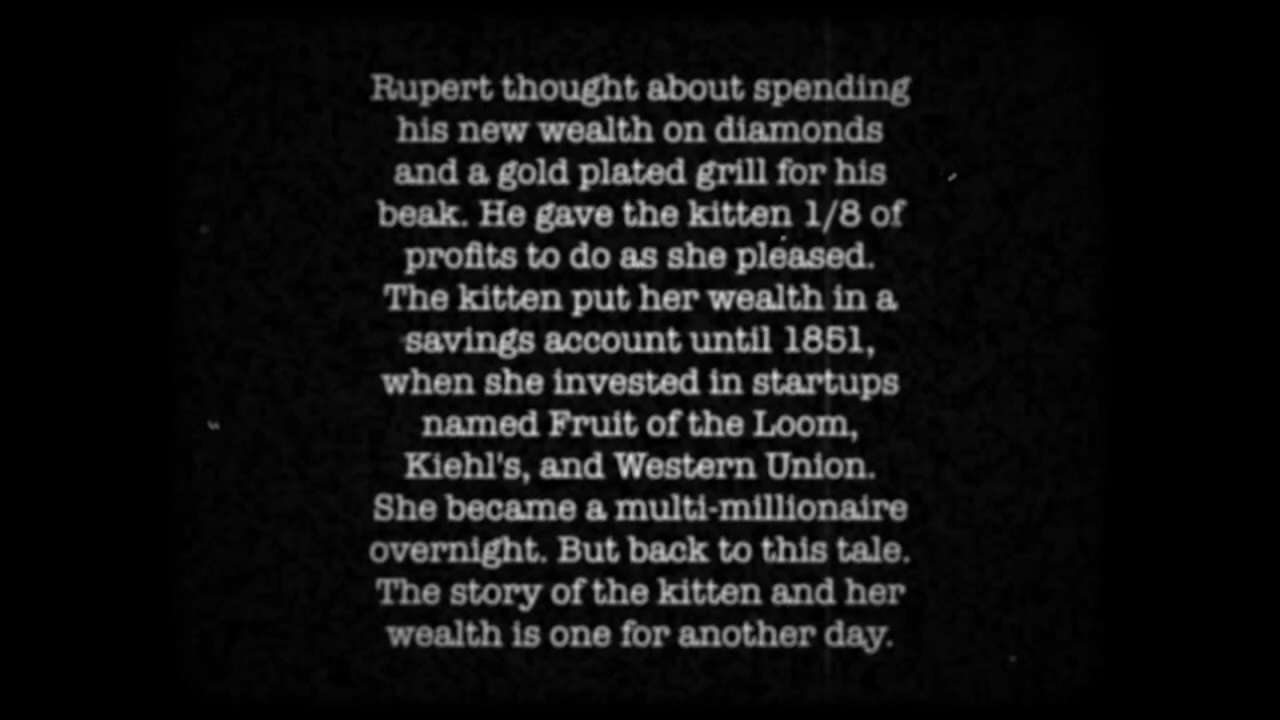 Rupert thought about spending
his new wealth on diamonds
and a gold plated grill for his
beak. He gave the kitten 1/8 of
profits to do as she pleased.
The kitten put her wealth in a
savings account until 1851,
when she invested in startups
named Fruit of the Loom,
Kiehl's, and Western Union.
She became a multi-millionaire
overnight. But back to this tale.
The story of the kitten and her
wealth is one for another day.